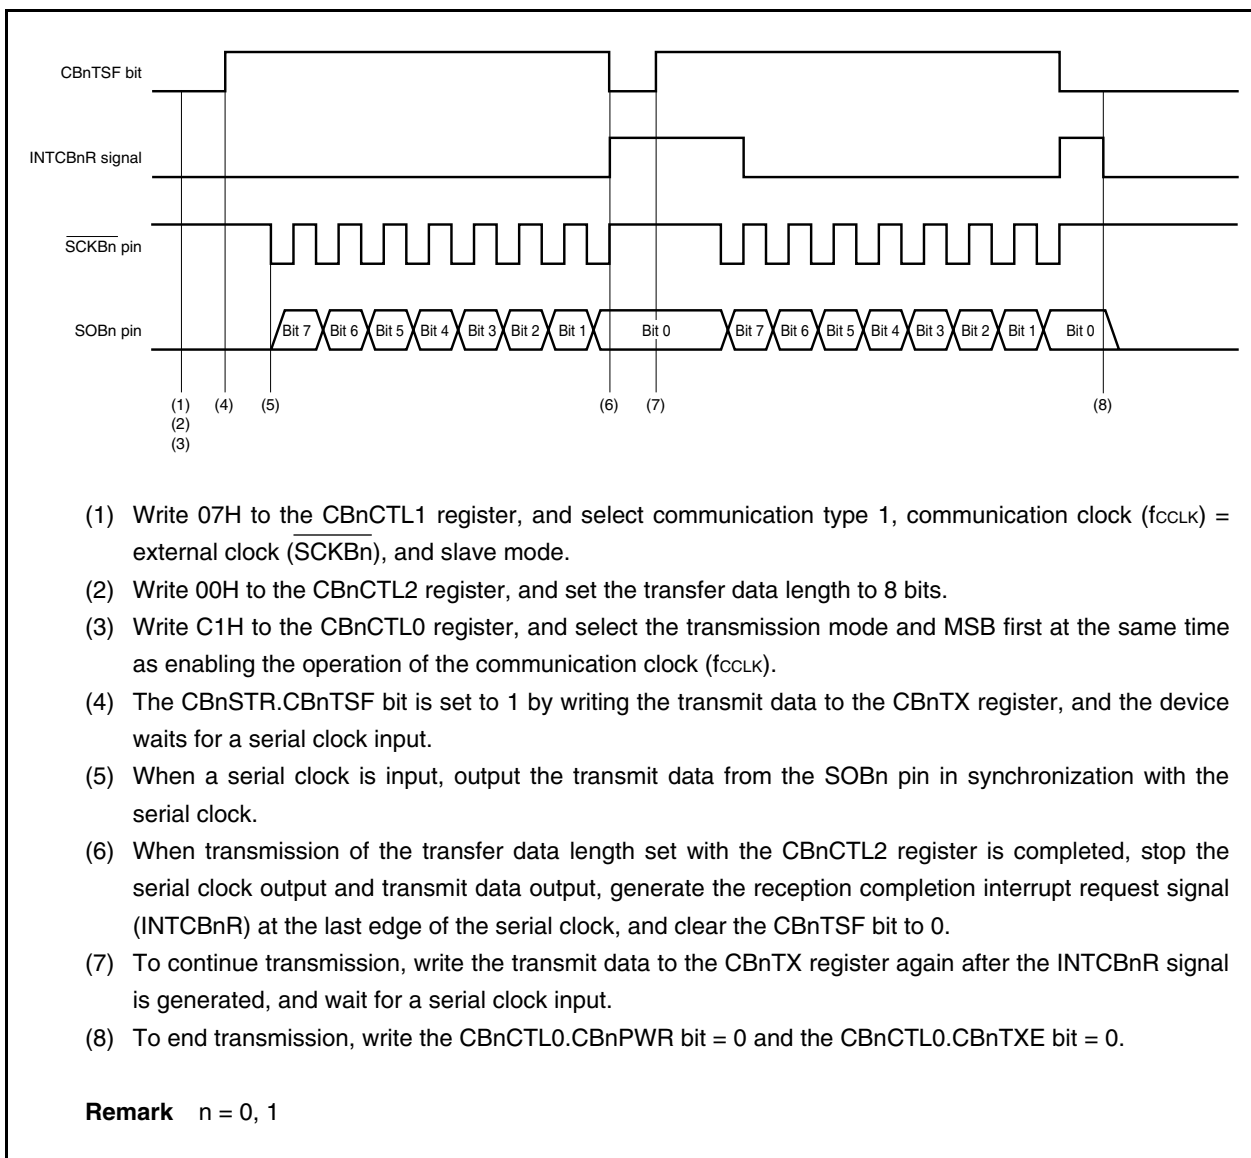 CBnTSF bit
INTCBnR signal
SCKBn pin
SOBn pin
Bit 7 Bit 6 Bit 5 Bit 4 Bit 3 Bit 2 Bit 1 Bit 0 Bit 7 Bit 6 Bit 5 Bit 4 Bit 3 Bit 2 Bit 1 Bit 0
(1) (4) (5) (6) (7) (8)
(2)
(3)
(1) Write 07H to the CBnCTL1 register, and select communication type 1, communication clock (fCCLK) =
external clock (SCKBn), and slave mode.
(2) Write 00H to the CBnCTL2 register, and set the transfer data length to 8 bits.
(3) Write C1H to the CBnCTL0 register, and select the transmission mode and MSB first at the same time
as enabling the operation of the communication clock (fCCLK).
(4) The CBnSTR.CBnTSF bit is set to 1 by writing the transmit data to the CBnTX register, and the device
waits for a serial clock input.
(5) When a serial clock is input, output the transmit data from the SOBn pin in synchronization with the
serial clock.
(6) When transmission of the transfer data length set with the CBnCTL2 register is completed, stop the
serial clock output and transmit data output, generate the reception completion interrupt request signal
(INTCBnR) at the last edge of the serial clock, and clear the CBnTSF bit to 0.
(7) To continue transmission, write the transmit data to the CBnTX register again after the INTCBnR signal
is generated, and wait for a serial clock input.
(8) To end transmission, write the CBnCTL0.CBnPWR bit = 0 and the CBnCTL0.CBnTXE bit = 0.
Remark n = 0, 1